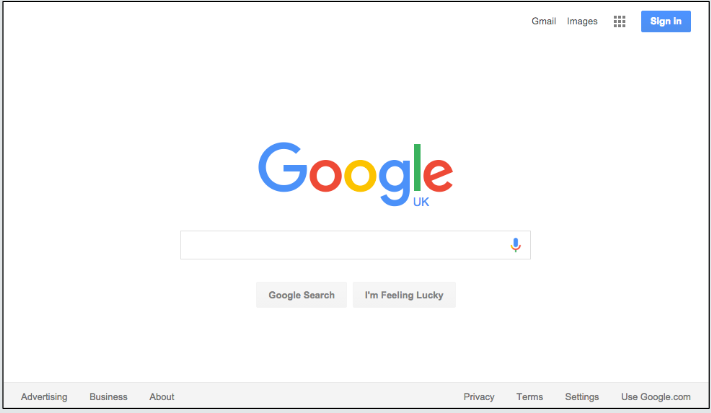 Gmail Images Sign in
Google
UK
Google Search I'm Feeling Lucky
Advertising Business About Privacy Terms Settings Use Google.com